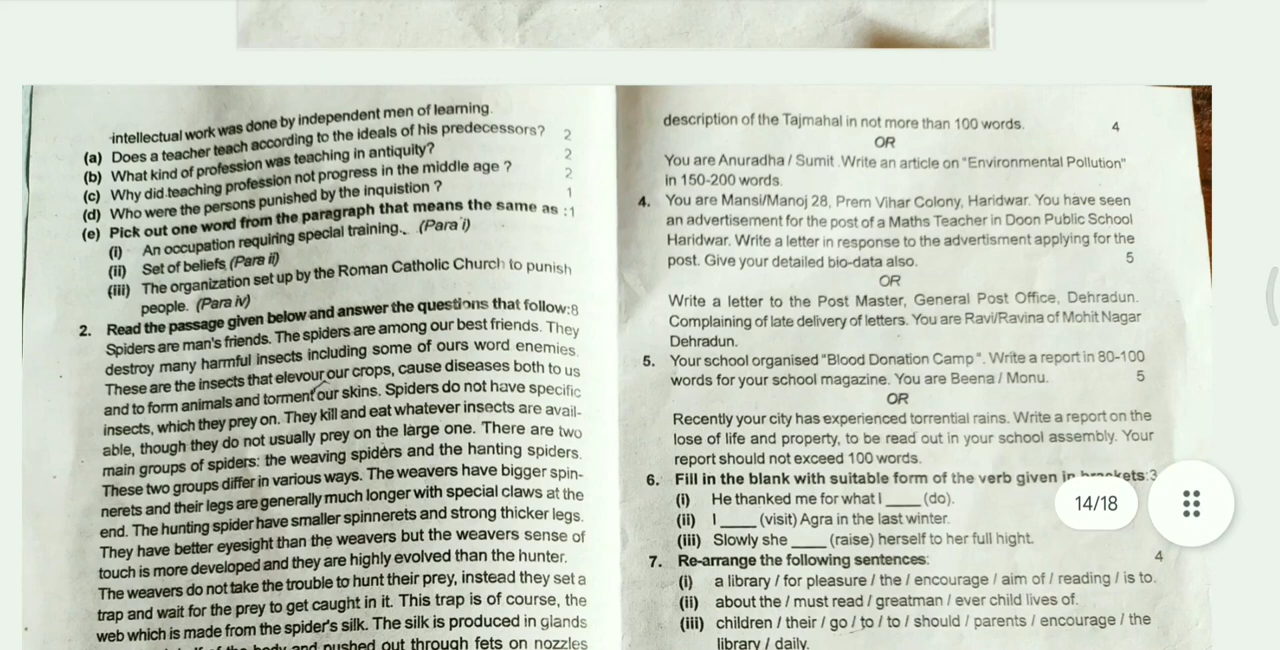 intellectual work was done by independent men of learning.
(a) Does a teacher teach according to the ideals of his predecessors? 2
(b) What kind of profession was teaching in antiquity? 2
(c) Why did teaching profession not progress in the middle age ? 2
(d) Who were the persons punished by the inquistion ? 1
(e) Pick out one word from the paragraph that means the same as :1
(i) An occupation requiring special training. (Para i)
(ii) Set of beliefs (Para ii)
(iii) The organization set up by the Roman Catholic Church to punish
people. (Para iv)
2. Read the passage given below and answer the questions that follow:8
Spiders are man's friends. The spiders are among our best friends. They
destroy many harmful insects including some of ours word enemies.
These are the insects that elevour our crops, cause diseases both to us
and to form animals and torment our skins. Spiders do not have specific
insects, which they prey on. They kill and eat whatever insects are avail-
able, though they do not usually prey on the large one. There are two
main groups of spiders: the weaving spiders and the hanting spiders.
These two groups differ in various ways. The weavers have bigger spin-
nerets and their legs are generally much longer with special claws at the
end. The hunting spider have smaller spinnerets and strong thicker legs.
They have better eyesight than the weavers but the weavers sense of
touch is more developed and they are highly evolved than the hunter.
The weavers do not take the trouble to hunt their prey, instead they set a
trap and wait for the prey to get caught in it. This trap is of course, the
web which is made from the spider's silk. The silk is produced in glands
half of the body and pushed out through fets on nozzles
description of the Tajmahal in not more than 100 words. 4
OR
You are Anuradha / Sumit .Write an article on "Environmental Pollution"
in 150-200 words.
4. You are Mansi/Manoj 28, Prem Vihar Colony, Haridwar. You have seen
an advertisement for the post of a Maths Teacher in Doon Public School
Haridwar. Write a letter in response to the advertisment applying for the
post. Give your detailed bio-data also. 5
OR
Write a letter to the Post Master, General Post Office, Dehradun.
Complaining of late delivery of letters. You are Ravi/Ravina of Mohit Nagar
Dehradun.
5. Your school organised "Blood Donation Camp ". Write a report in 80-100
words for your school magazine. You are Beena / Monu. 5
OR
Recently your city has experienced torrential rains. Write a report on the
lose of life and property, to be read out in your school assembly. Your
report should not exceed 100 words.
6. Fill in the blank with suitable form of the verb given in brackets:3
(i) He thanked me for what I ____ (do).
(ii) I ____ (visit) Agra in the last winter.
(iii) Slowly she ____ (raise) herself to her full hight.
7. Re-arrange the following sentences: 4
(i) a library / for pleasure / the / encourage / aim of / reading / is to.
(ii) about the / must read / greatman / ever child lives of.
(iii) children / their / go / to / to / should / parents / encourage / the
library / daily.
14/18